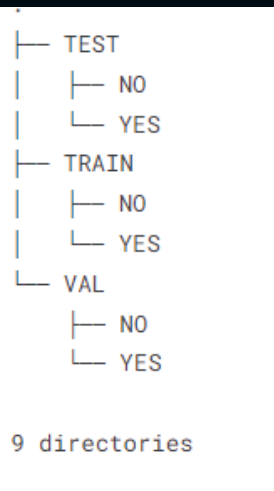 .
├── TEST
│   ├── NO
│   └── YES
├── TRAIN
│   ├── NO
│   └── YES
└── VAL
    ├── NO
    └── YES
9 directories